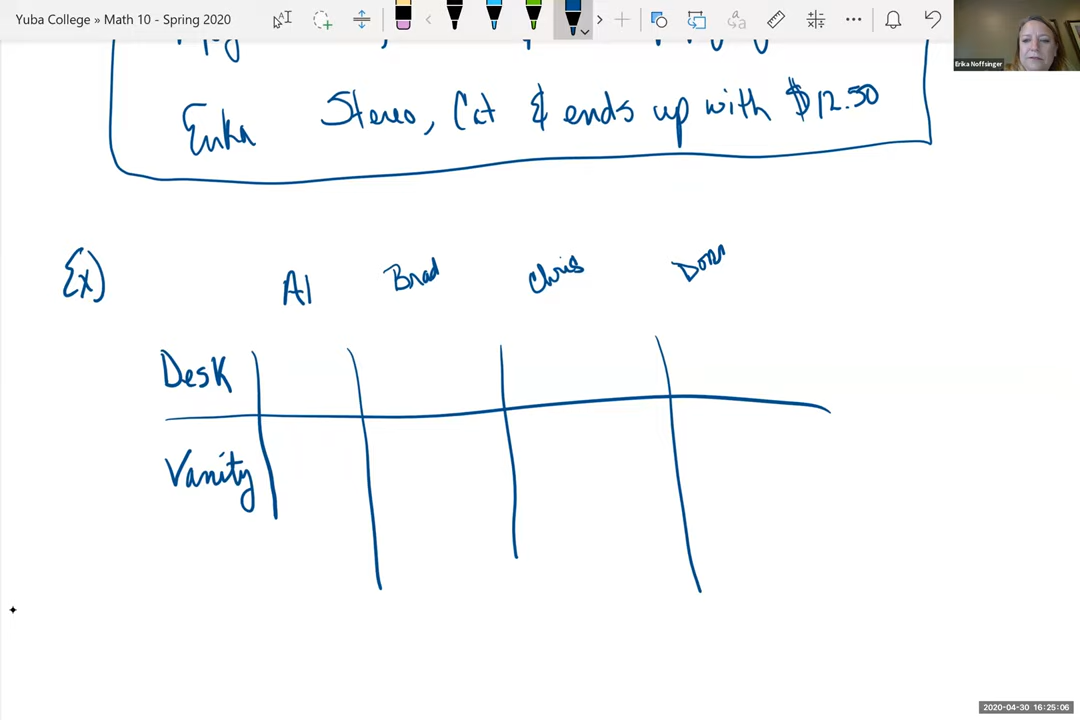 Yuba College » Math 10 - Spring 2020
Erika Noffsinger
Erika Stereo, Cat & ends up with $12.50
Ex) Al Brad Chris Dora
Desk
Vanity
2020-04-30 16:25:06